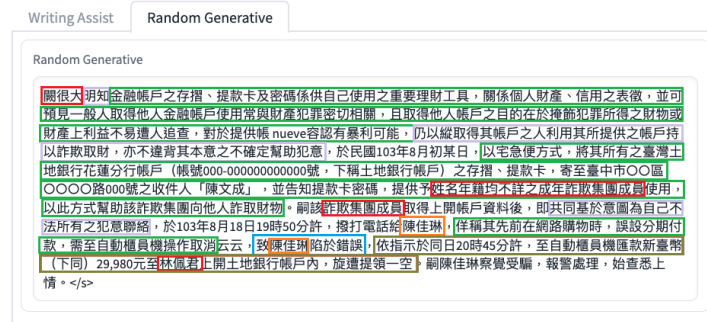 Writing Assist
Random Generative
Random Generative
闕很大明知金融帳戶之存摺、提款卡及密碼係供自己使用之重要理財工具，關係個人財產、信用之表徵，並可
預見一般人取得他人金融帳戶使用常與財產犯罪密切相關，且取得他人帳戶之目的在於掩飾犯罪所得之財物或
財產上利益不易遭人追查，對於提供帳 nueve容認有暴利可能，仍以縱取得其帳戶之人利用其所提供之帳戶持
以詐欺取財，亦不違背其本意之不確定幫助犯意，於民國103年8月初某日，以宅急便方式，將其所有之臺灣土
地銀行花蓮分行帳戶（帳號000-000000000000號，下稱土地銀行帳戶）之存摺、提款卡，寄至臺中市〇〇區
〇〇〇〇路000號之收件人「陳文成」，並告知提款卡密碼，提供予姓名年籍均不詳之成年詐欺集團成員使用，
以此方式幫助該詐欺集團向他人詐取財物。嗣該詐欺集團成員取得上開帳戶資料後，即共同基於意圖為自己不
法所有之犯意聯絡，於103年8月18日19時50分許，撥打電話給陳佳琳，佯稱其先前在網路購物時，誤設分期付
款，需至自動櫃員機操作取消云云，致陳佳琳陷於錯誤，依指示於同日20時45分許，至自動櫃員機匯款新臺幣
（下同）29,980元至林佩君上開土地銀行帳戶內，旋遭提領一空。嗣陳佳琳察覺受騙，報警處理，始查悉上
情。</s>